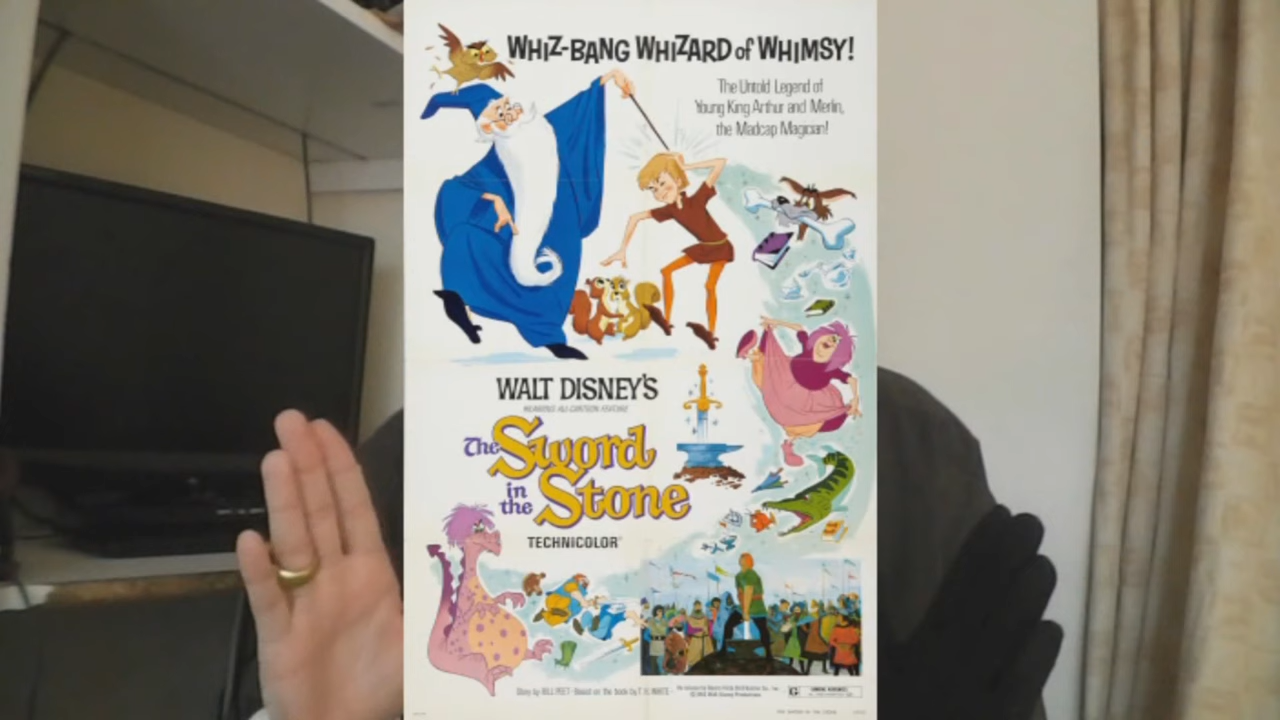 WHIZ-BANG WHIZARD of WHIMSY!
The Untold Legend of
Young King Arthur and Merlin,
the Madcap Magician!
WALT DISNEY'S
The Sword
in the Stone
TECHNICOLOR®
Story by BILL PEET - Based on the book by T. H. WHITE -
G